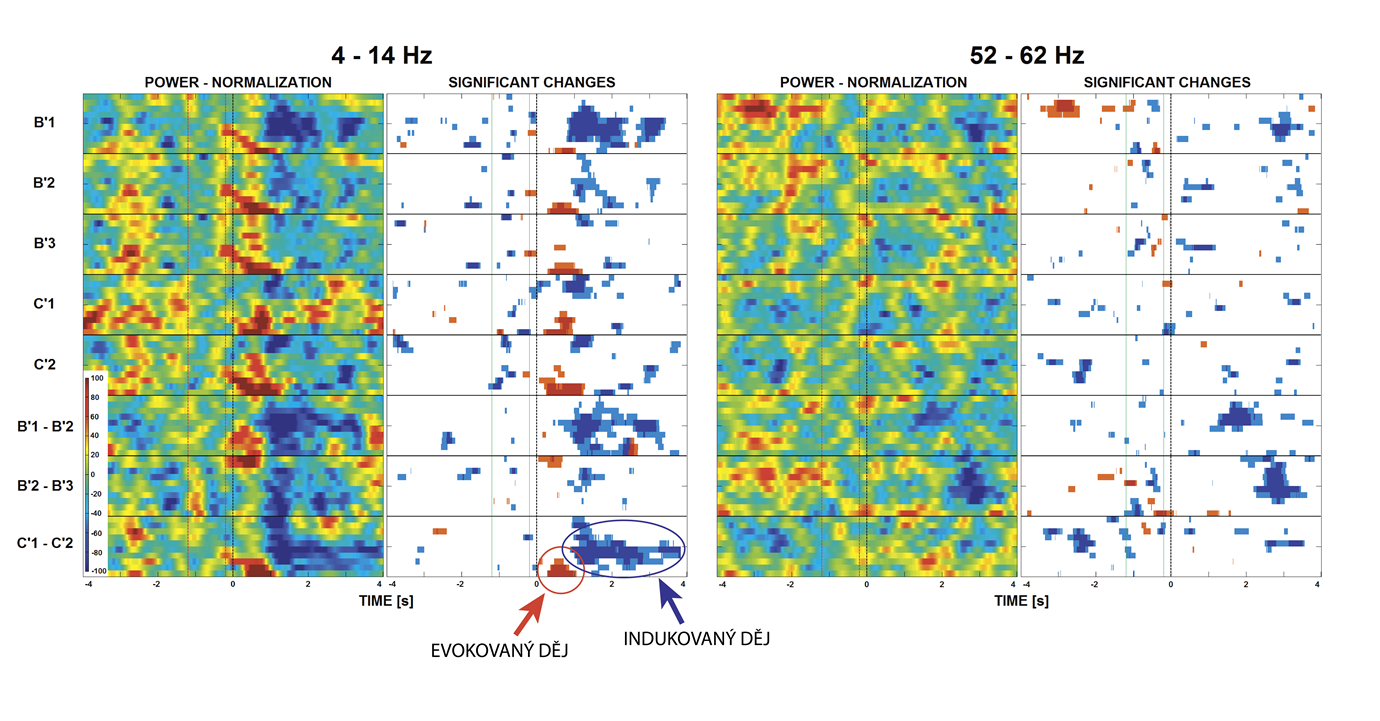 4 - 14 Hz
52 - 62 Hz
POWER - NORMALIZATION
SIGNIFICANT CHANGES
POWER - NORMALIZATION
SIGNIFICANT CHANGES
B'1
B'2
B'3
C'1
C'2
B'1 - B'2
B'2 - B'3
C'1 - C'2
100
80
60
40
20
0
-20
-40
-60
-80
-100
-4 -2 0 2 4
-4 -2 0 2 4
-4 -2 0 2 4
-4 -2 0 2 4
TIME [s]
TIME [s]
EVOKOVANÝ DĚJ
INDUKOVANÝ DĚJ